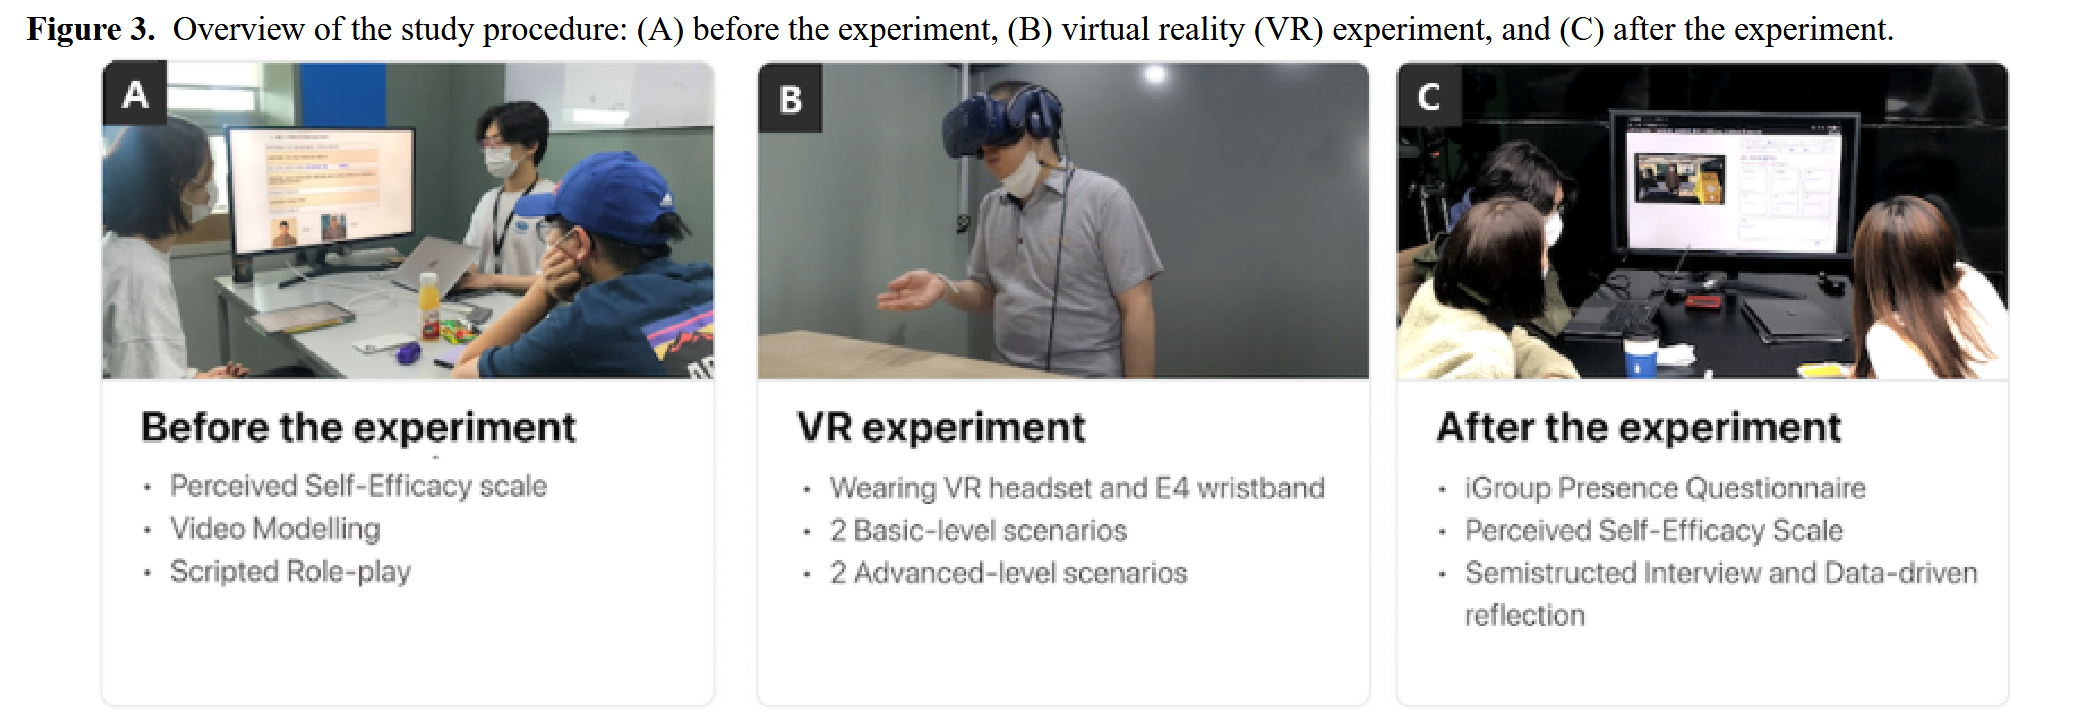 Figure 3. Overview of the study procedure: (A) before the experiment, (B) virtual reality (VR) experiment, and (C) after the experiment.
A
Before the experiment
• Perceived Self-Efficacy scale
• Video Modelling
• Scripted Role-play
B
VR experiment
• Wearing VR headset and E4 wristband
• 2 Basic-level scenarios
• 2 Advanced-level scenarios
C
After the experiment
• iGroup Presence Questionnaire
• Perceived Self-Efficacy Scale
• Semistructed Interview and Data-driven
reflection